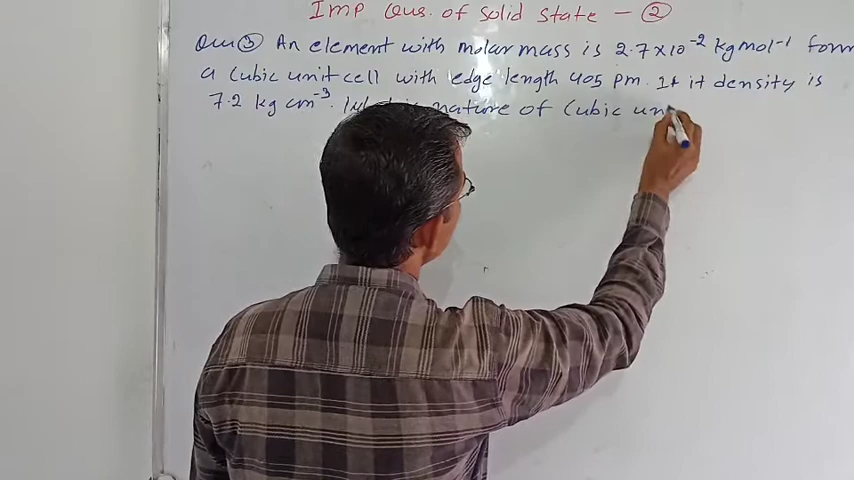 Imp Qus. of solid state - ②
Qus ③ An element with molar mass is 2.7×10⁻² kg mol⁻¹ form
a Cubic unit cell with edge length 405 pm. If it density is
7.2 kg cm⁻³. nature of Cubic un